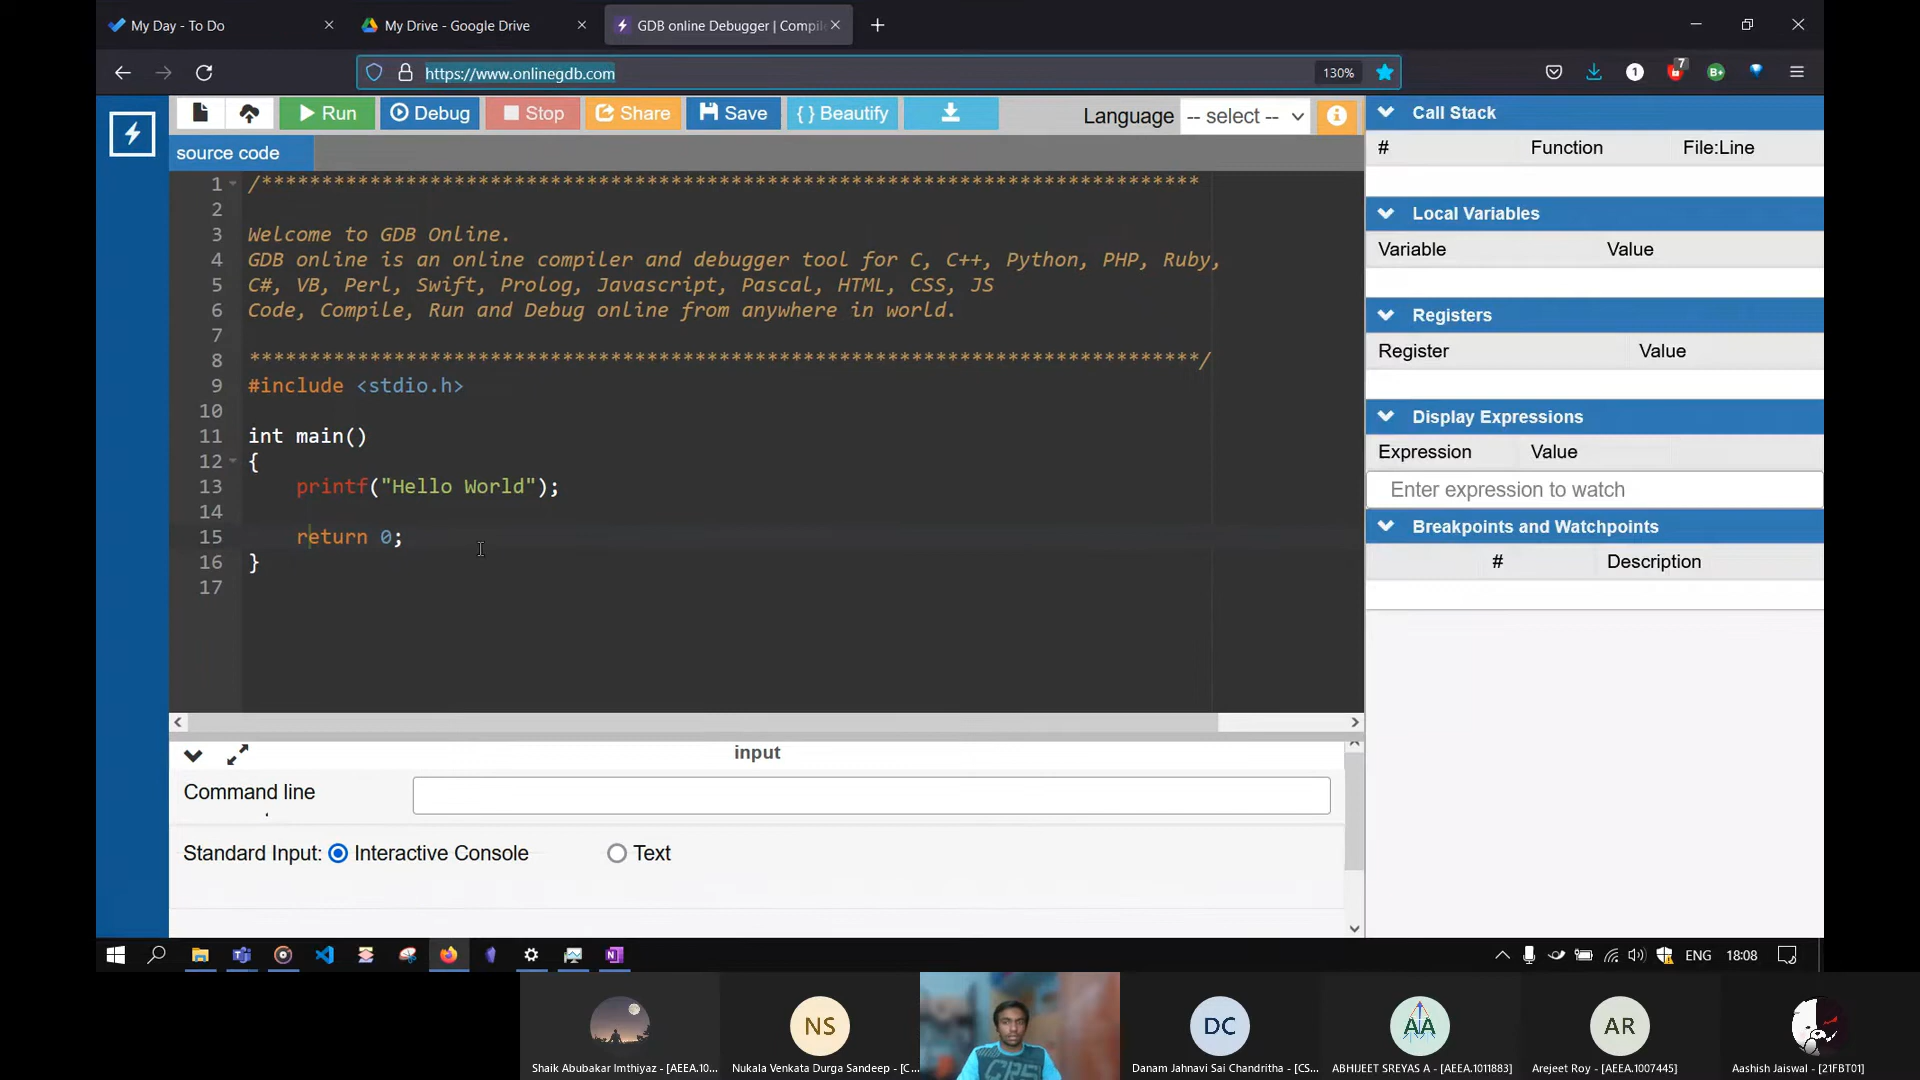 My Day - To Do
My Drive - Google Drive
GDB online Debugger | Compil
https://www.onlinegdb.com
130%
1
7
B+
Run
Debug
Stop
Share
Save
{ } Beautify
Language
-- select --
source code
1 /******************************************************************************
2
3 Welcome to GDB Online.
4 GDB online is an online compiler and debugger tool for C, C++, Python, PHP, Ruby,
5 C#, VB, Perl, Swift, Prolog, Javascript, Pascal, HTML, CSS, JS
6 Code, Compile, Run and Debug online from anywhere in world.
7
8 *******************************************************************************/
9 #include <stdio.h>
10
11 int main()
12 {
13     printf("Hello World");
14
15     return 0;
16 }
17
Call Stack
# Function File:Line
Local Variables
Variable Value
Registers
Register Value
Display Expressions
Expression Value
Enter expression to watch
Breakpoints and Watchpoints
# Description
input
Command line
Standard Input: Interactive Console Text
ENG 18:08
NS
DC
AA
AR
Shaik Abubakar Imthiyaz - [AEEA.10...
Nukala Venkata Durga Sandeep - [C...
Danam Jahnavi Sai Chandritha - [CS...
ABHIJEET SREYAS A - [AEEA.1011883]
Arejeet Roy - [AEEA.1007445]
Aashish Jaiswal - [21FBT01]